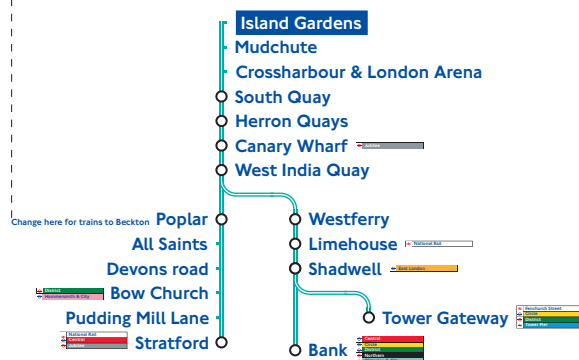 Island Gardens
Mudchute
Crossharbour & London Arena
South Quay
Herron Quays
Canary Wharf
Jubilee
West India Quay
Change here for trains to Beckton
Poplar
Westferry
All Saints
Limehouse
National Rail
Devons road
Shadwell
East London
District
Hammersmith & City
Bow Church
Pudding Mill Lane
Tower Gateway
Fenchurch Street
Circle
District
Tower Pier
National Rail
Central
Jubilee
Stratford
Bank
Central
Circle
District
Northern